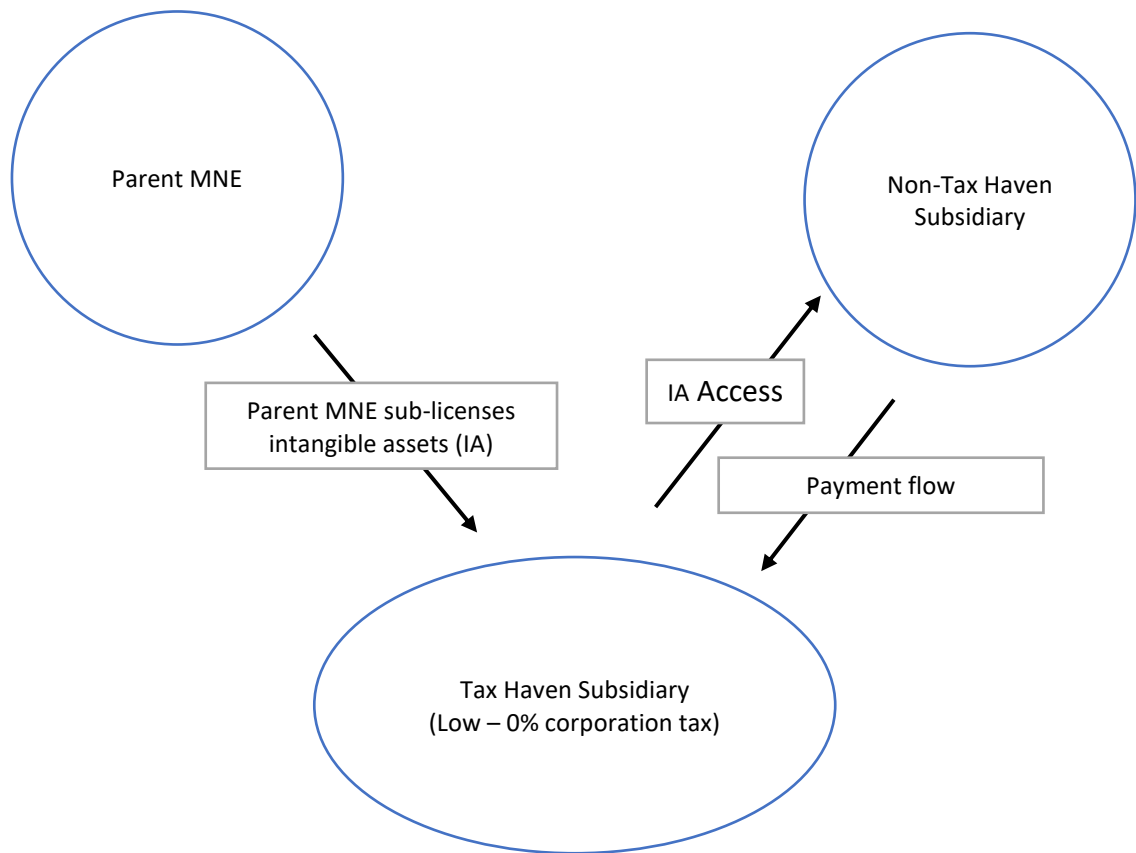 Parent MNE
Non-Tax Haven
Subsidiary
Parent MNE sub-licenses
intangible assets (IA)
IA Access
Payment flow
Tax Haven Subsidiary
(Low – 0% corporation tax)